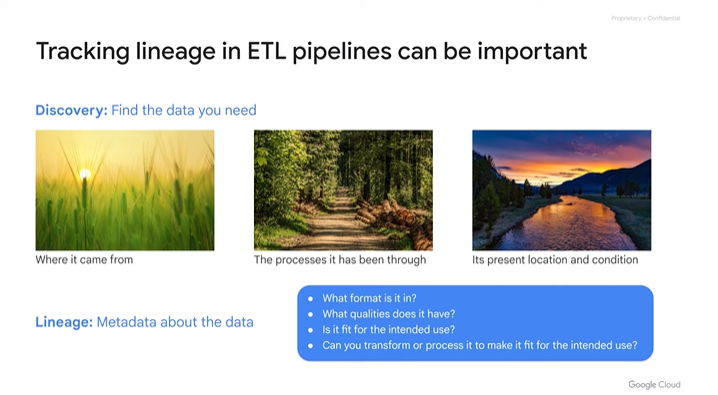 Proprietary + Confidential
Tracking lineage in ETL pipelines can be important
Discovery: Find the data you need
Where it came from
The processes it has been through
Its present location and condition
Lineage: Metadata about the data
● What format is it in?
● What qualities does it have?
● Is it fit for the intended use?
● Can you transform or process it to make it fit for the intended use?
Google Cloud